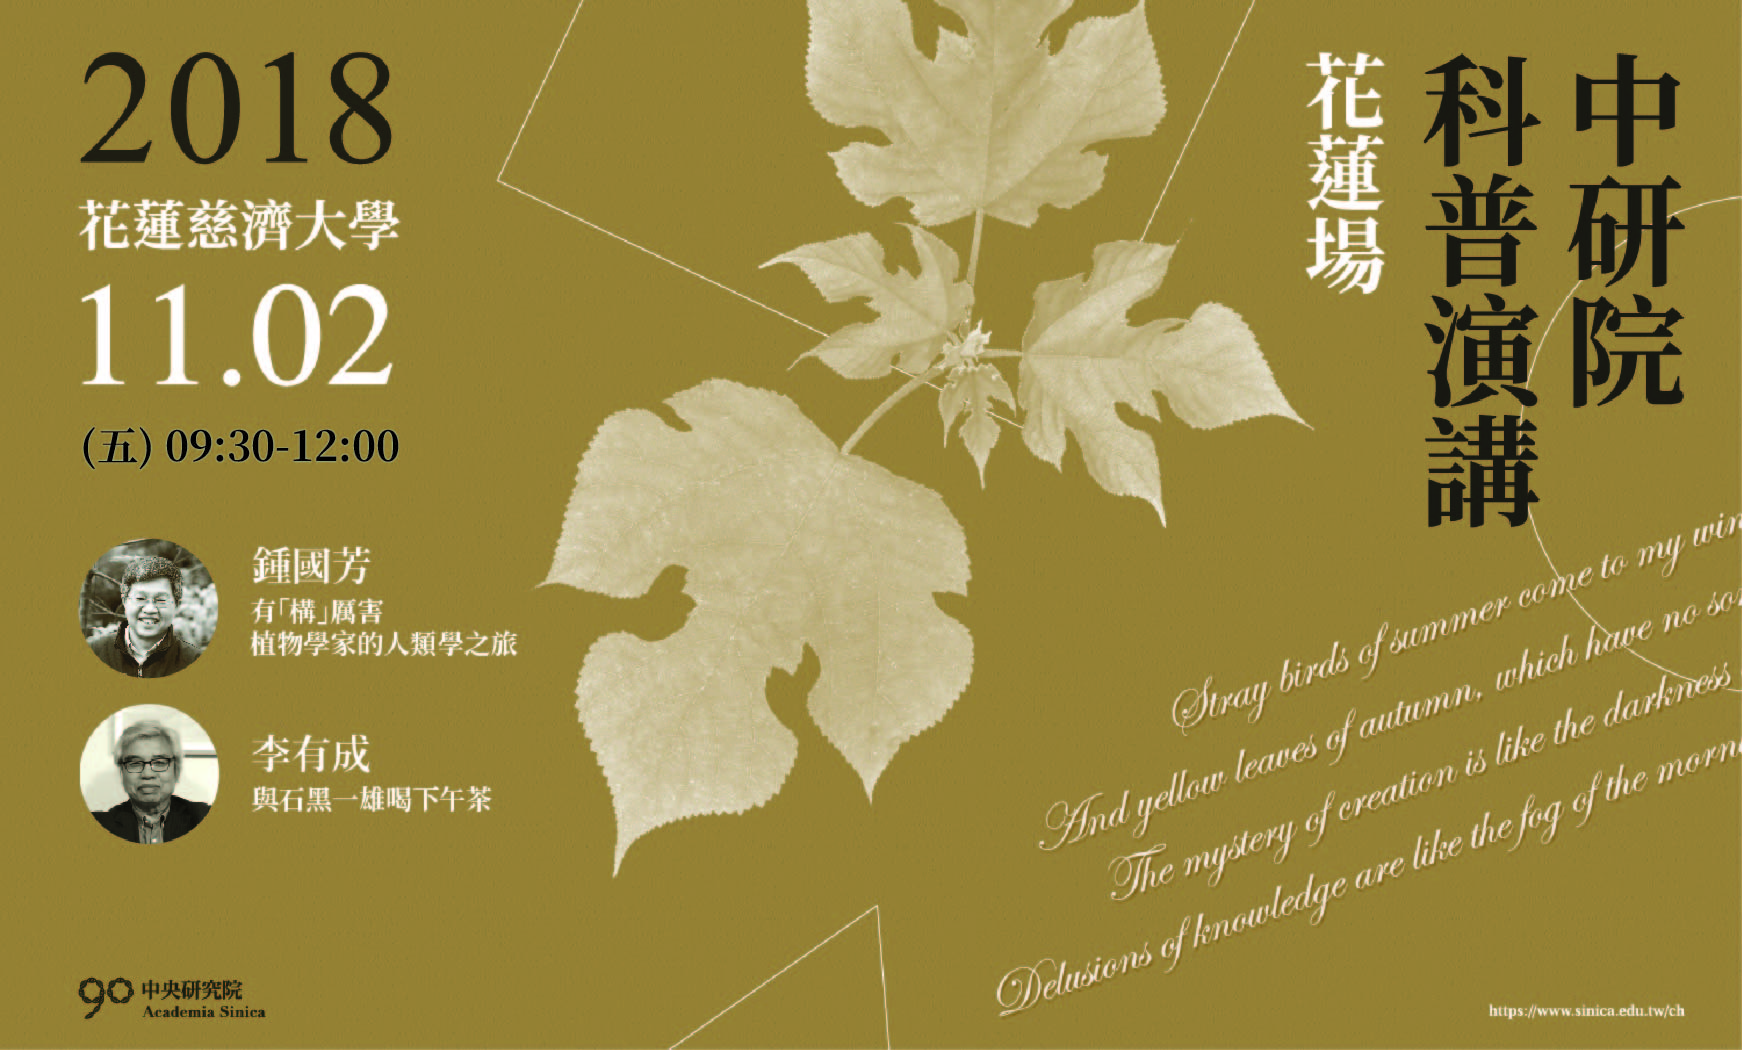 中研院
科普演講
花蓮場
2018
花蓮慈濟大學
11.02
(五) 09:30-12:00
鍾國芳
有「構」厲害
植物學家的人類學之旅
李有成
與石黑一雄喝下午茶
Stray birds of summer come to my win
And yellow leaves of autumn, which have no so
The mystery of creation is like the darkness
Delusions of knowledge are like the fog of the morn
90 中央研究院
Academia Sinica
https://www.sinica.edu.tw/ch